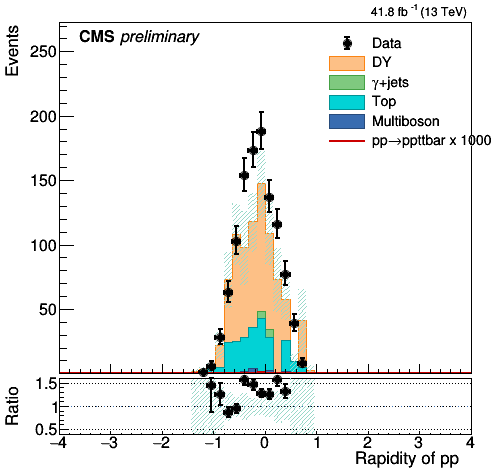 41.8 fb⁻¹ (13 TeV)
CMS preliminary
Events
250
200
150
100
50
Data
DY
γ+jets
Top
Multiboson
pp→ppttbar x 1000
Ratio
1.5
1
0.5
−4 −3 −2 −1 0 1 2 3 4
Rapidity of pp